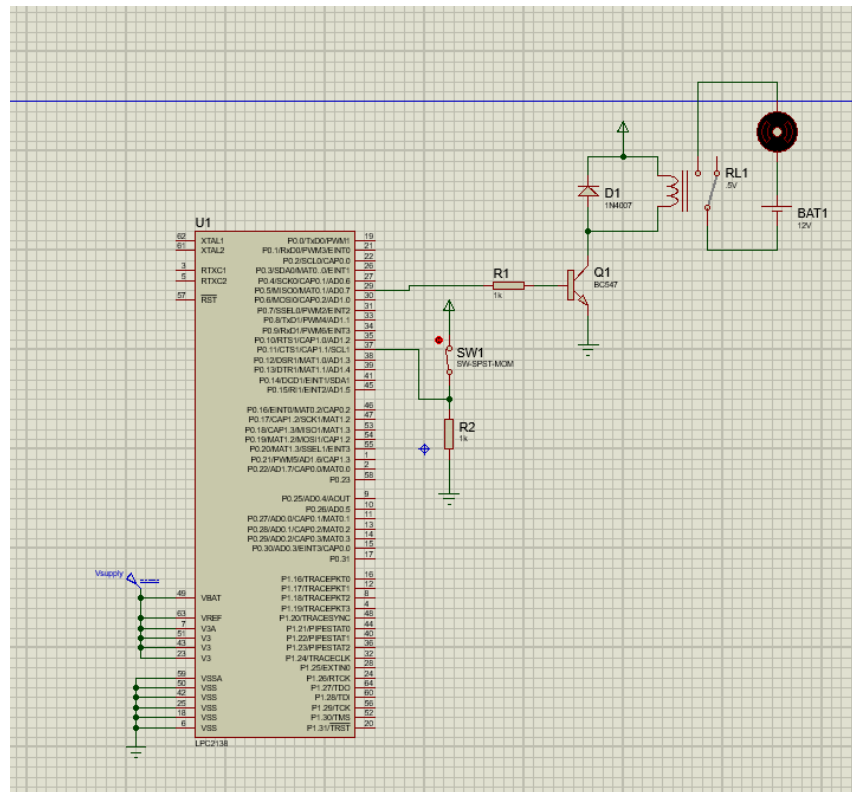 RL1
.5V
D1
1N4007
BAT1
12V
U1
62 XTAL1 P0.0/TxD0/PWM1 19
61 XTAL2 P0.1/RxD0/PWM3/EINT0 21
P0.2/SCL0/CAP0.0 22
3 RTXC1 P0.3/SDA0/MAT0..0/EINT1 26
5 RTXC2 P0.4/SCK0/CAP0.1/AD0.6 27
P0.5/MISO0/MAT0.1/AD0.7 29
57 RST P0.6/MOSI0/CAP0.2/AD1.0 30
P0.7/SSEL0/PWM2/EINT2 31
P0.8/TxD1/PWM4/AD1.1 33
P0.9/RxD1/PWM6/EINT3 34
P0.10/RTS1/CAP1.0/AD1.2 35
P0.11/CTS1/CAP1.1/SCL1 37
P0.12/DSR1/MAT1.0/AD1.3 38
P0.13/DTR1/MAT1.1/AD1.4 39
P0.14/DCD1/EINT1/SDA1 41
P0.15/RI1/EINT2/AD1.5 45
P0.16/EINT0/MAT0.2/CAP0.2 46
P0.17/CAP1.2/SCK1/MAT1.2 47
P0.18/CAP1.3/MISO1/MAT1.3 53
P0.19/MAT1.2/MOSI1/CAP1.2 54
P0.20/MAT1.3/SSEL1/EINT3 55
P0.21/PWM5/AD1.6/CAP1.3 1
P0.22/AD1.7/CAP0.0/MAT0.0 2
P0.23 58
P0.25/AD0.4/AOUT 9
P0.26/AD0.5 10
P0.27/AD0.0/CAP0.1/MAT0.1 11
P0.28/AD0.1/CAP0.2/MAT0.2 13
P0.29/AD0.2/CAP0.3/MAT0.3 14
P0.30/AD0.3/EINT3/CAP0.0 15
P0.31 17
Vsupply
P1.16/TRACEPKT0 16
P1.17/TRACEPKT1 12
49 VBAT P1.18/TRACEPKT2 8
P1.19/TRACEPKT3 4
63 VREF P1.20/TRACESYNC 48
7 V3A P1.21/PIPESTAT0 44
51 V3 P1.22/PIPESTAT1 40
43 V3 P1.23/PIPESTAT2 36
23 V3 P1.24/TRACECLK 32
P1.25/EXTIN0 28
59 VSSA P1.26/RTCK 24
50 VSS P1.27/TDO 64
42 VSS P1.28/TDI 60
25 VSS P1.29/TCK 56
18 VSS P1.30/TMS 52
6 VSS P1.31/TRST 20
LPC2138
R1
1k
Q1
BC547
SW1
SW-SPST-MOM
R2
1k